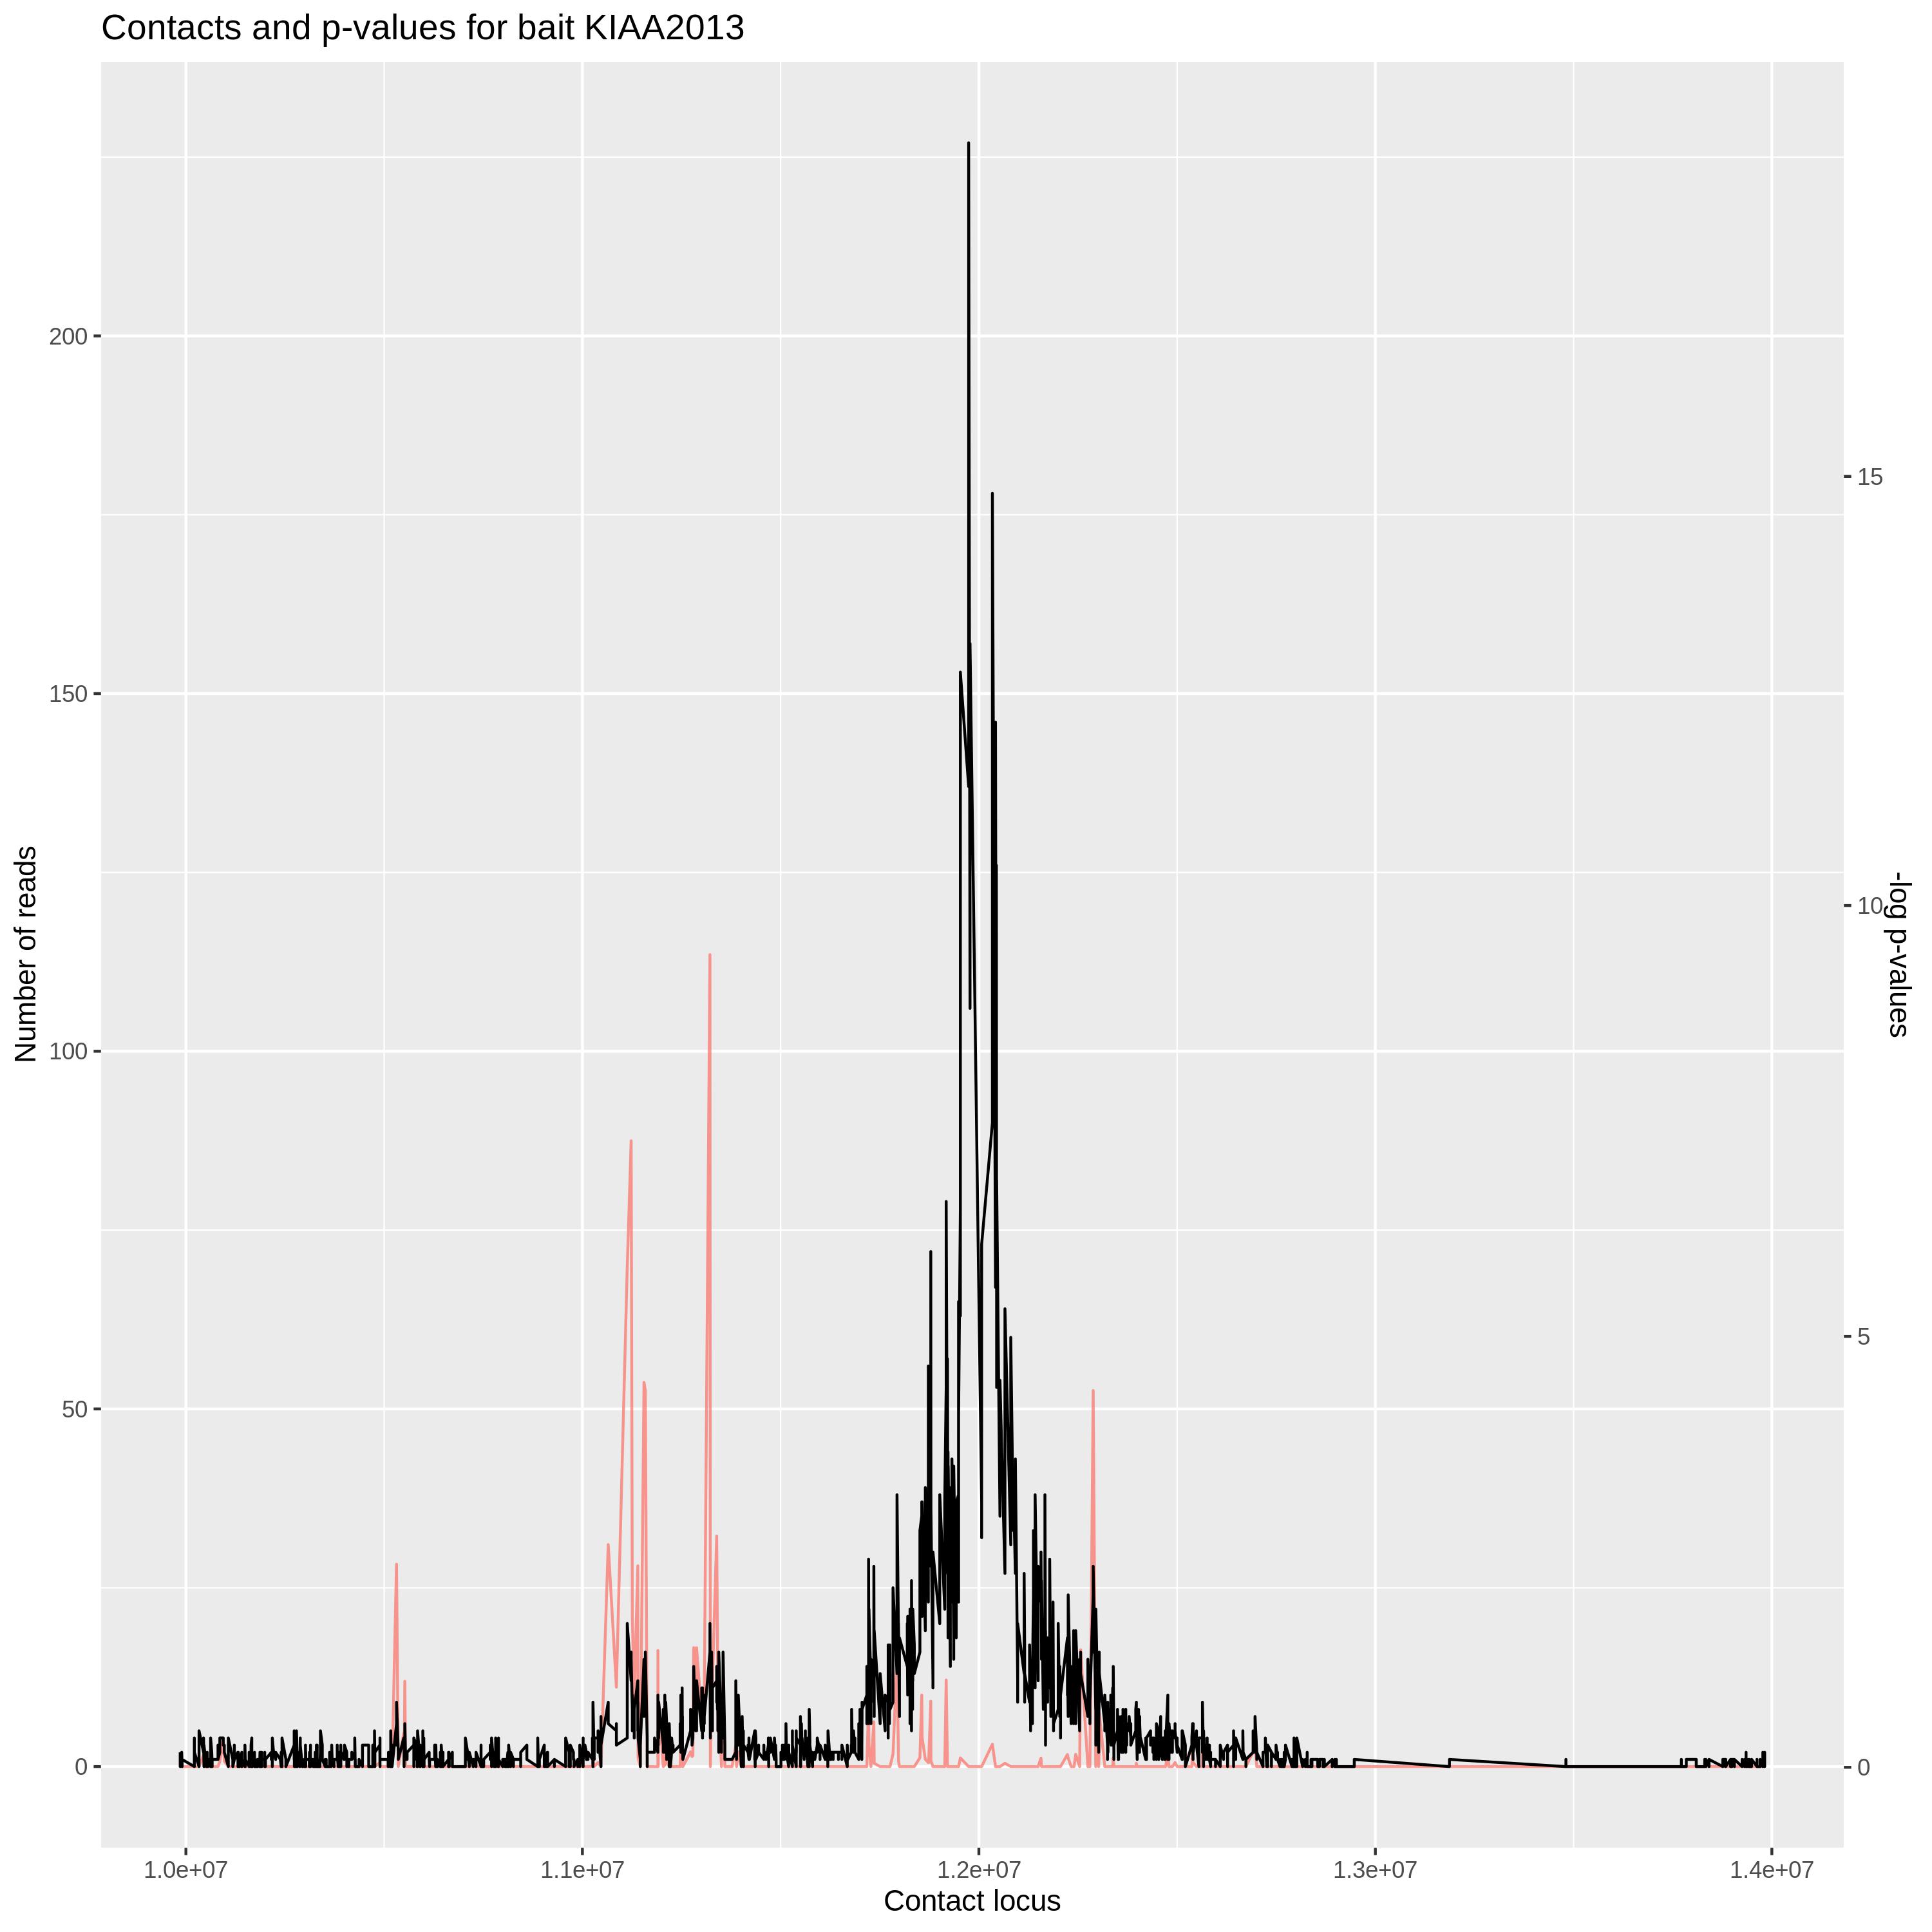 Contacts and p-values for bait KIAA2013
Number of reads
200
150
100
50
0
15
10
5
0
-log p-values
1.0e+07 1.1e+07 1.2e+07 1.3e+07 1.4e+07
Contact locus